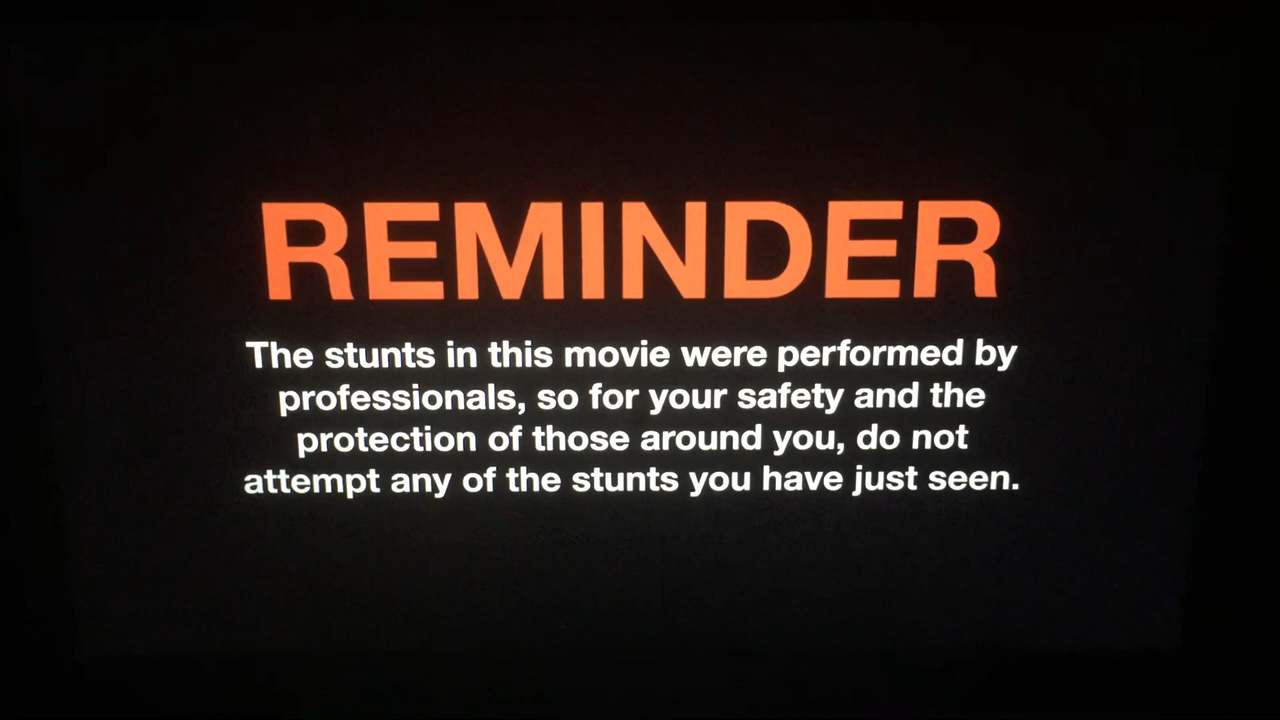 REMINDER
The stunts in this movie were performed by
professionals, so for your safety and the
protection of those around you, do not
attempt any of the stunts you have just seen.